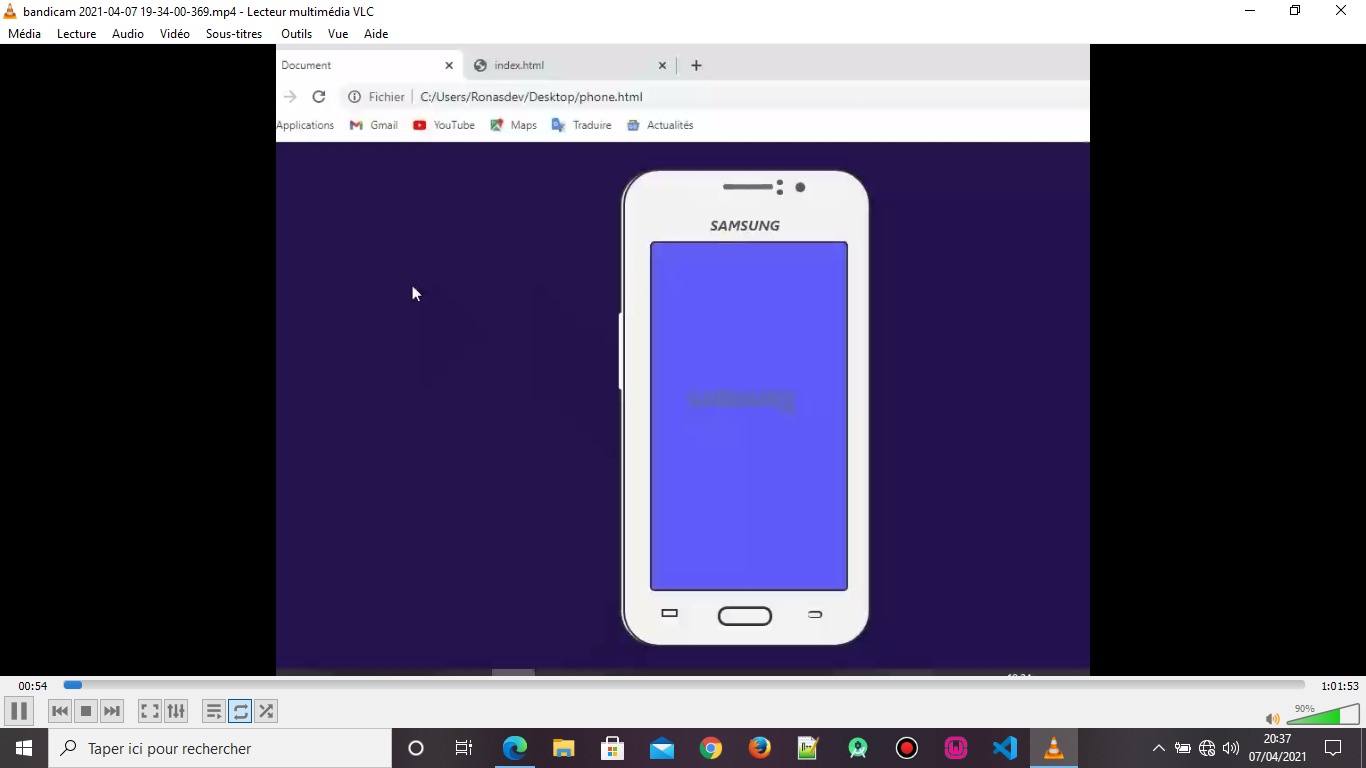 bandicam 2021-04-07 19-34-00-369.mp4 - Lecteur multimédia VLC
Média Lecture Audio Vidéo Sous-titres Outils Vue Aide
Document index.html
Fichier C:/Users/Ronasdev/Desktop/phone.html
Applications Gmail YouTube Maps Traduire Actualités
SAMSUNG
SAMSUNG
00:54 1:01:53
90%
Taper ici pour rechercher
20:37
07/04/2021